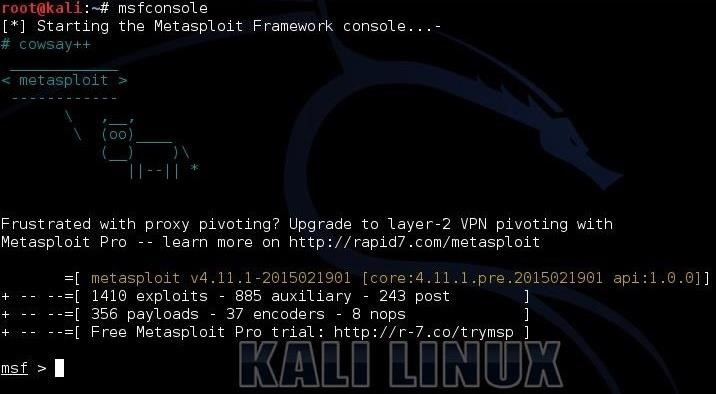 root@kali:~# msfconsole
[*] Starting the Metasploit Framework console...-
# cowsay++
 ____________
< metasploit >
 ------------
       \   ,__,
        \  (oo)____
           (__)    )\
              ||--|| *
Frustrated with proxy pivoting? Upgrade to layer-2 VPN pivoting with
Metasploit Pro -- learn more on http://rapid7.com/metasploit
       =[ metasploit v4.11.1-2015021901 [core:4.11.1.pre.2015021901 api:1.0.0]]
+ -- --=[ 1410 exploits - 885 auxiliary - 243 post        ]
+ -- --=[ 356 payloads - 37 encoders - 8 nops             ]
+ -- --=[ Free Metasploit Pro trial: http://r-7.co/trymsp ]
msf >
KALI LINUX